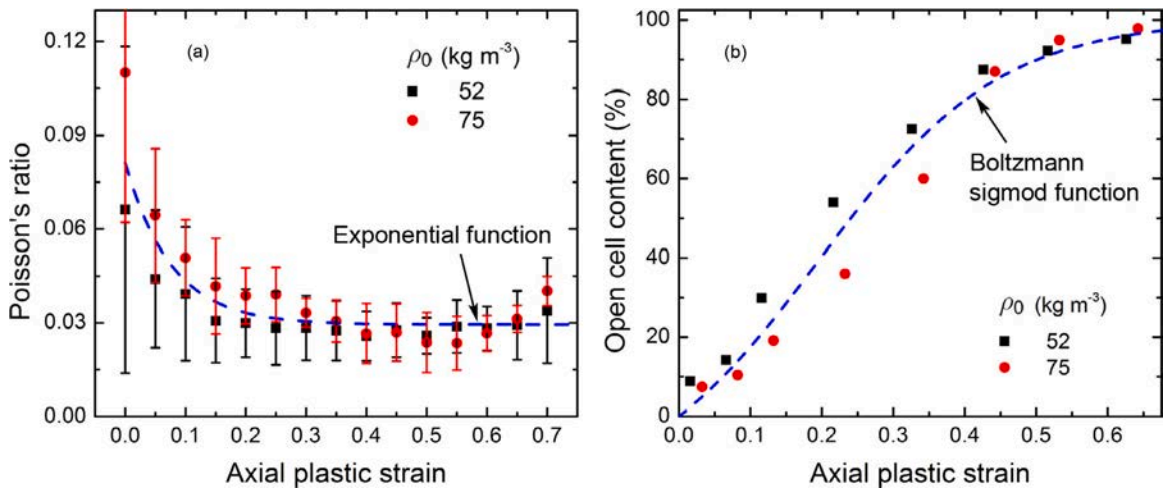 0.12
0.09
0.06
0.03
0.00
Poisson's ratio
(a)
ρ0 (kg m-3)
52
75
Exponential function
0.0 0.1 0.2 0.3 0.4 0.5 0.6 0.7
Axial plastic strain
100
80
60
40
20
0
Open cell content (%)
(b)
Boltzmann
sigmod function
ρ0 (kg m-3)
52
75
0.0 0.1 0.2 0.3 0.4 0.5 0.6
Axial plastic strain